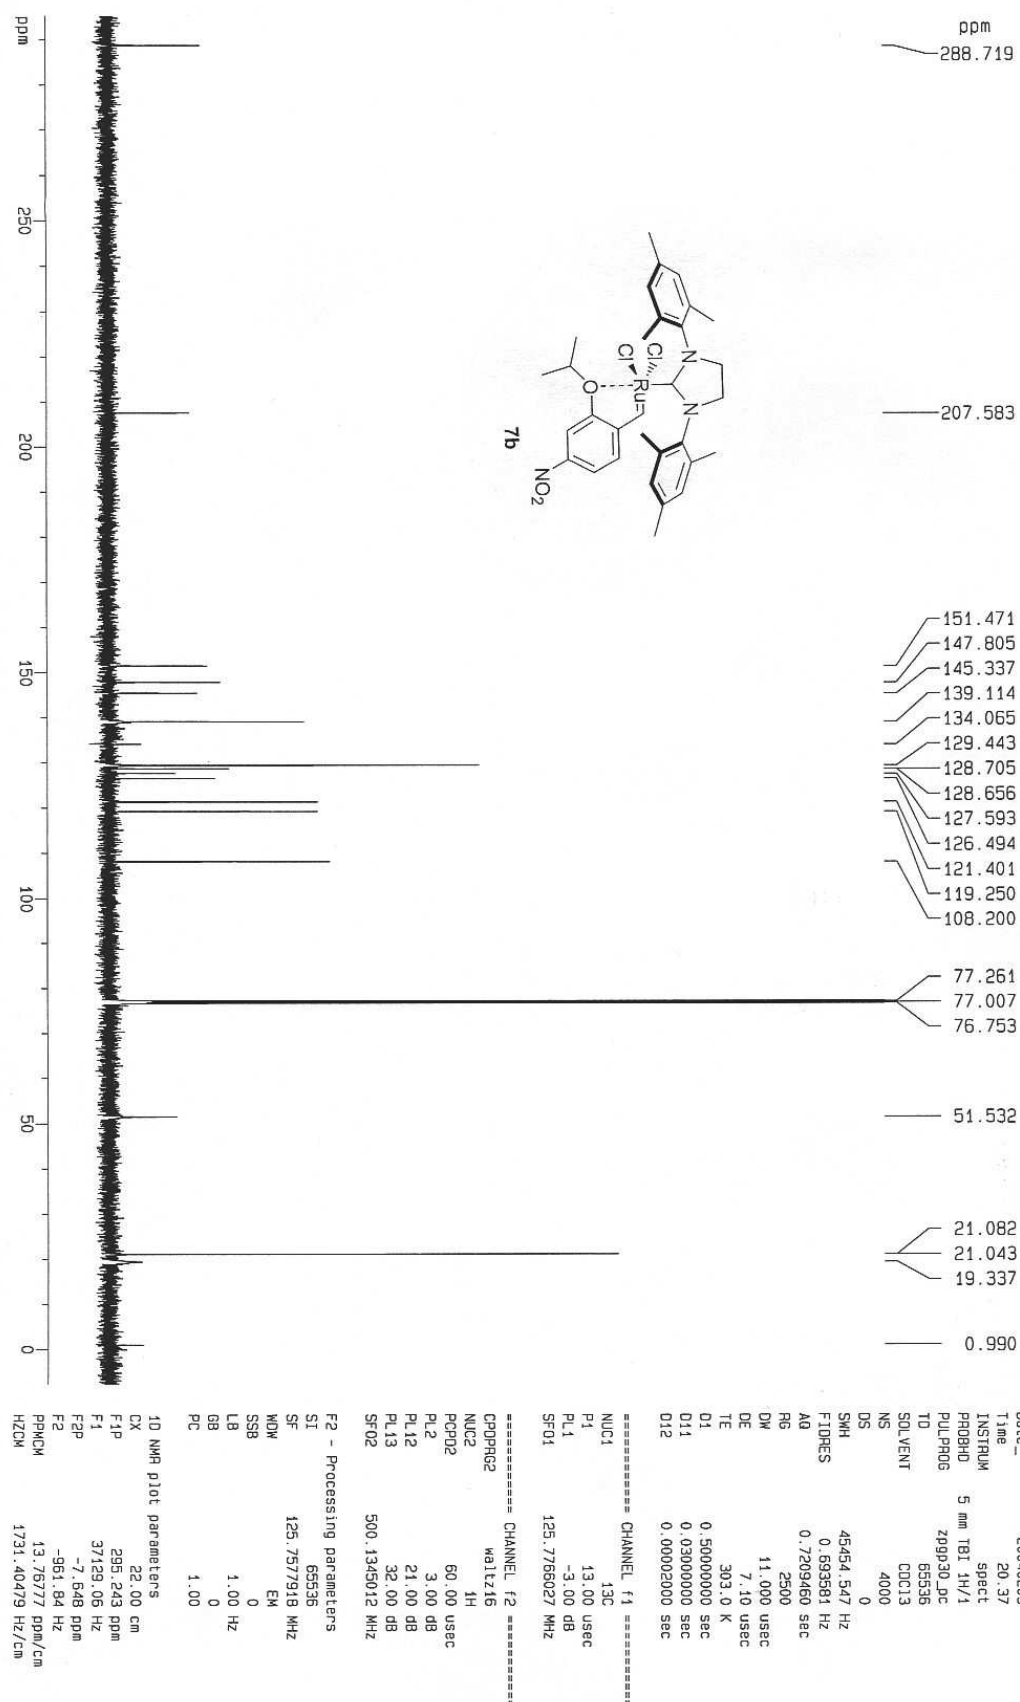 ppm
288.719
207.583
151.471
147.805
145.337
139.114
134.065
129.443
128.705
128.656
127.593
126.494
121.401
119.250
108.200
77.261
77.007
76.753
51.532
21.082
21.043
19.337
0.990
N
N
Cl
Cl
Ru
O
NO2
7b
ppm
250
200
150
100
50
0
Time 20.37
INSTRUM spect
PROBHD 5 mm TBI 1H/1
PULPROG zpgp30_pc
TD 65536
SOLVENT CDCl3
NS 4000
DS 0
SWH 45454.547 Hz
FIDRES 0.693581 Hz
AQ 0.7209460 sec
RG 2500
DW 11.000 usec
DE 7.10 usec
TE 303.0 K
D1 0.50000000 sec
D11 0.03000000 sec
D12 0.00002000 sec
======== CHANNEL f1 ========
NUC1 13C
P1 13.00 usec
PL1 -3.00 dB
SFO1 125.7766027 MHz
======== CHANNEL f2 ========
CPDPRG2 waltz16
NUC2 1H
PCPD2 60.00 usec
PL2 3.00 dB
PL12 21.00 dB
PL13 32.00 dB
SFO2 500.1345012 MHz
F2 - Processing parameters
SI 65536
SF 125.7577918 MHz
WDW EM
SSB 0
LB 1.00 Hz
GB 0
PC 1.00
1D NMR plot parameters
CX 22.00 cm
F1P 295.243 ppm
F1 37129.06 Hz
F2P -7.648 ppm
F2 -961.84 Hz
PPMCM 13.76777 ppm/cm
HZCM 1731.40479 Hz/cm